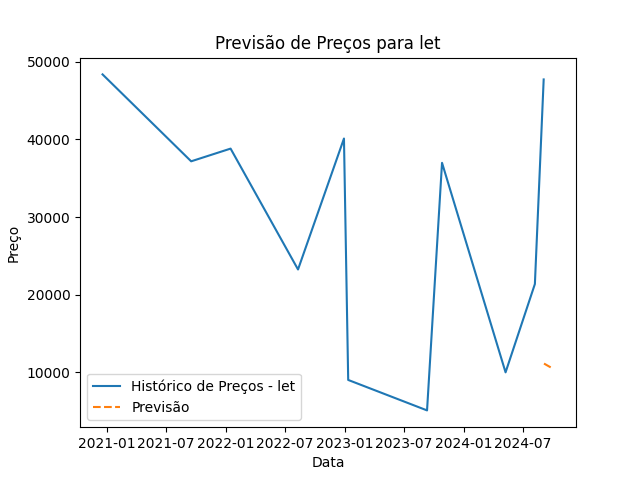 Previsão de Preços para let
Preço
50000
40000
30000
20000
10000
Histórico de Preços - let
Previsão
2021-01 2021-07 2022-01 2022-07 2023-01 2023-07 2024-01 2024-07
Data